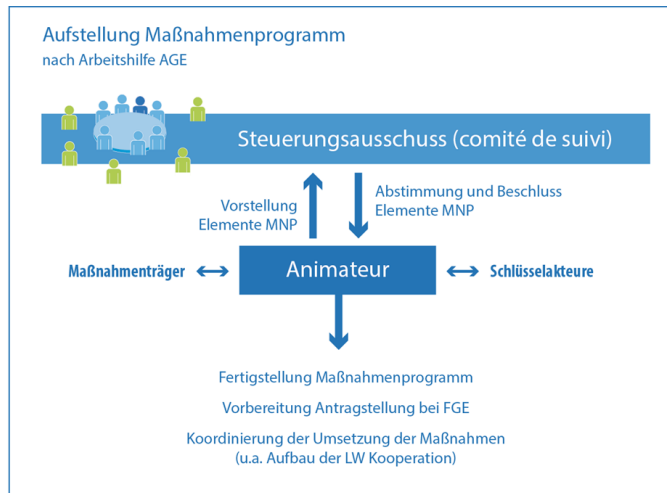 Aufstellung Maßnahmenprogramm
nach Arbeitshilfe AGE
Steuerungsausschuss (comité de suivi)
Vorstellung
Elemente MNP
Abstimmung und Beschluss
Elemente MNP
Maßnahmenträger
Animateur
Schlüsselakteure
Fertigstellung Maßnahmenprogramm
Vorbereitung Antragstellung bei FGE
Koordinierung der Umsetzung der Maßnahmen
(u.a. Aufbau der LW Kooperation)